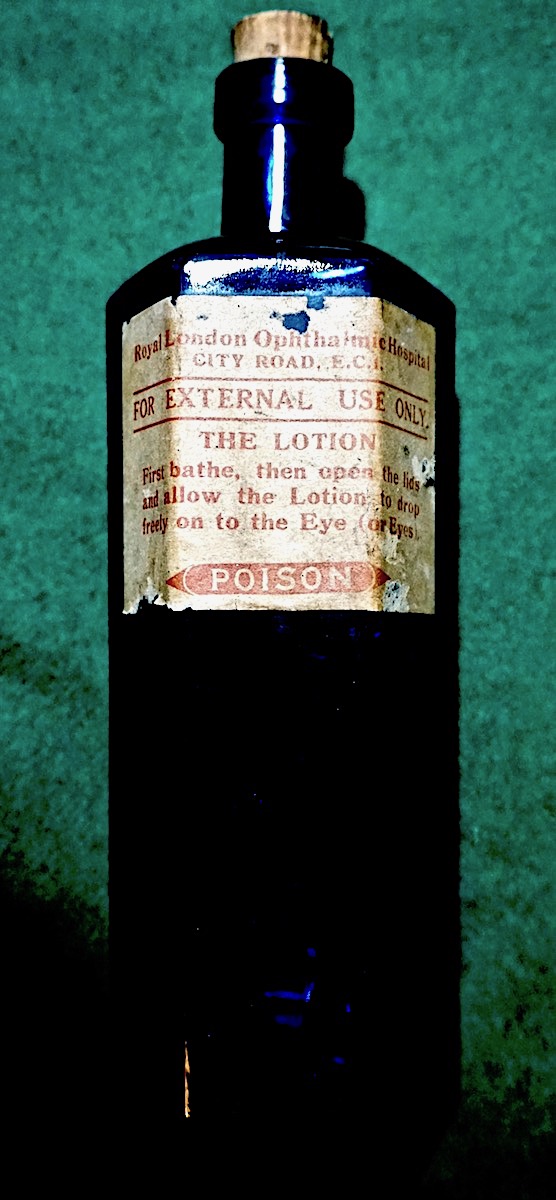 Royal London Ophthalmic Hospital
CITY ROAD, E.C.1.
FOR EXTERNAL USE ONLY.
THE LOTION
First bathe, then open the lids
and allow the Lotion to drop
freely on to the Eye (or Eyes)
POISON